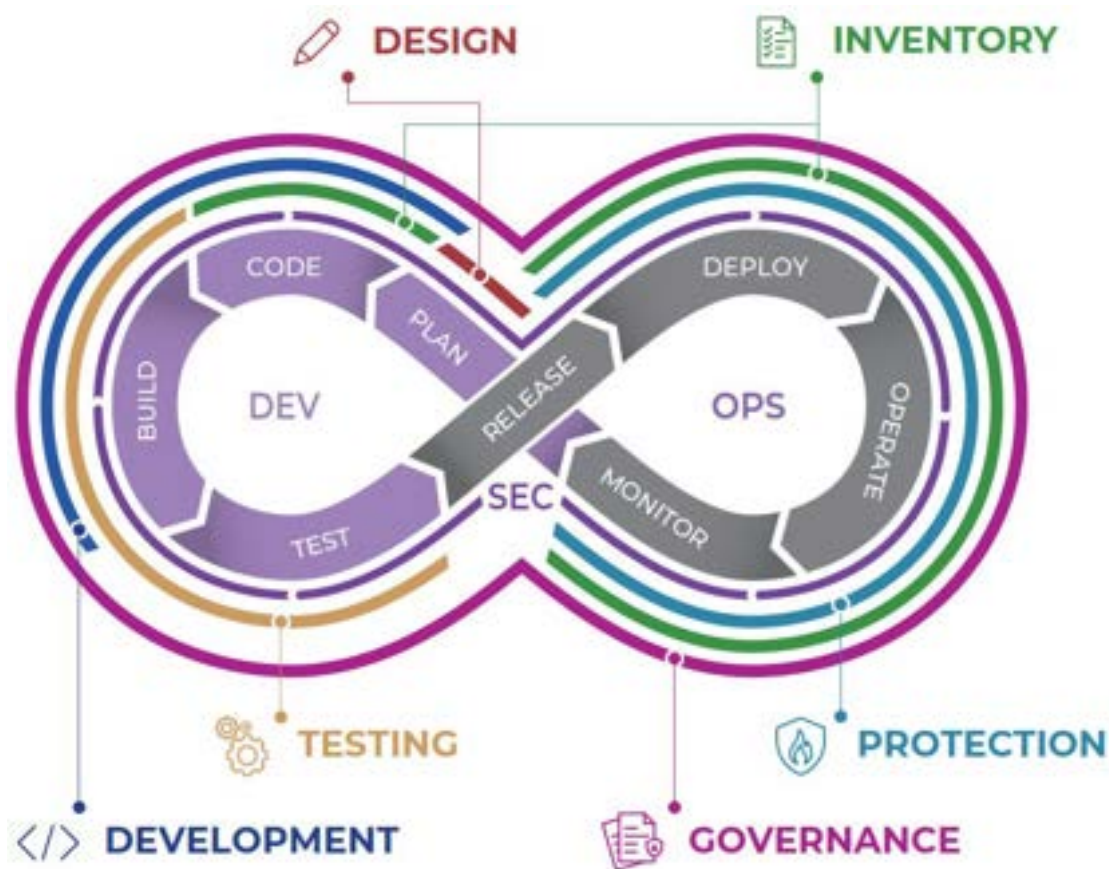 DESIGN
INVENTORY
CODE
PLAN
BUILD
TEST
DEV
RELEASE
DEPLOY
OPERATE
MONITOR
OPS
SEC
TESTING
PROTECTION
</> DEVELOPMENT
GOVERNANCE